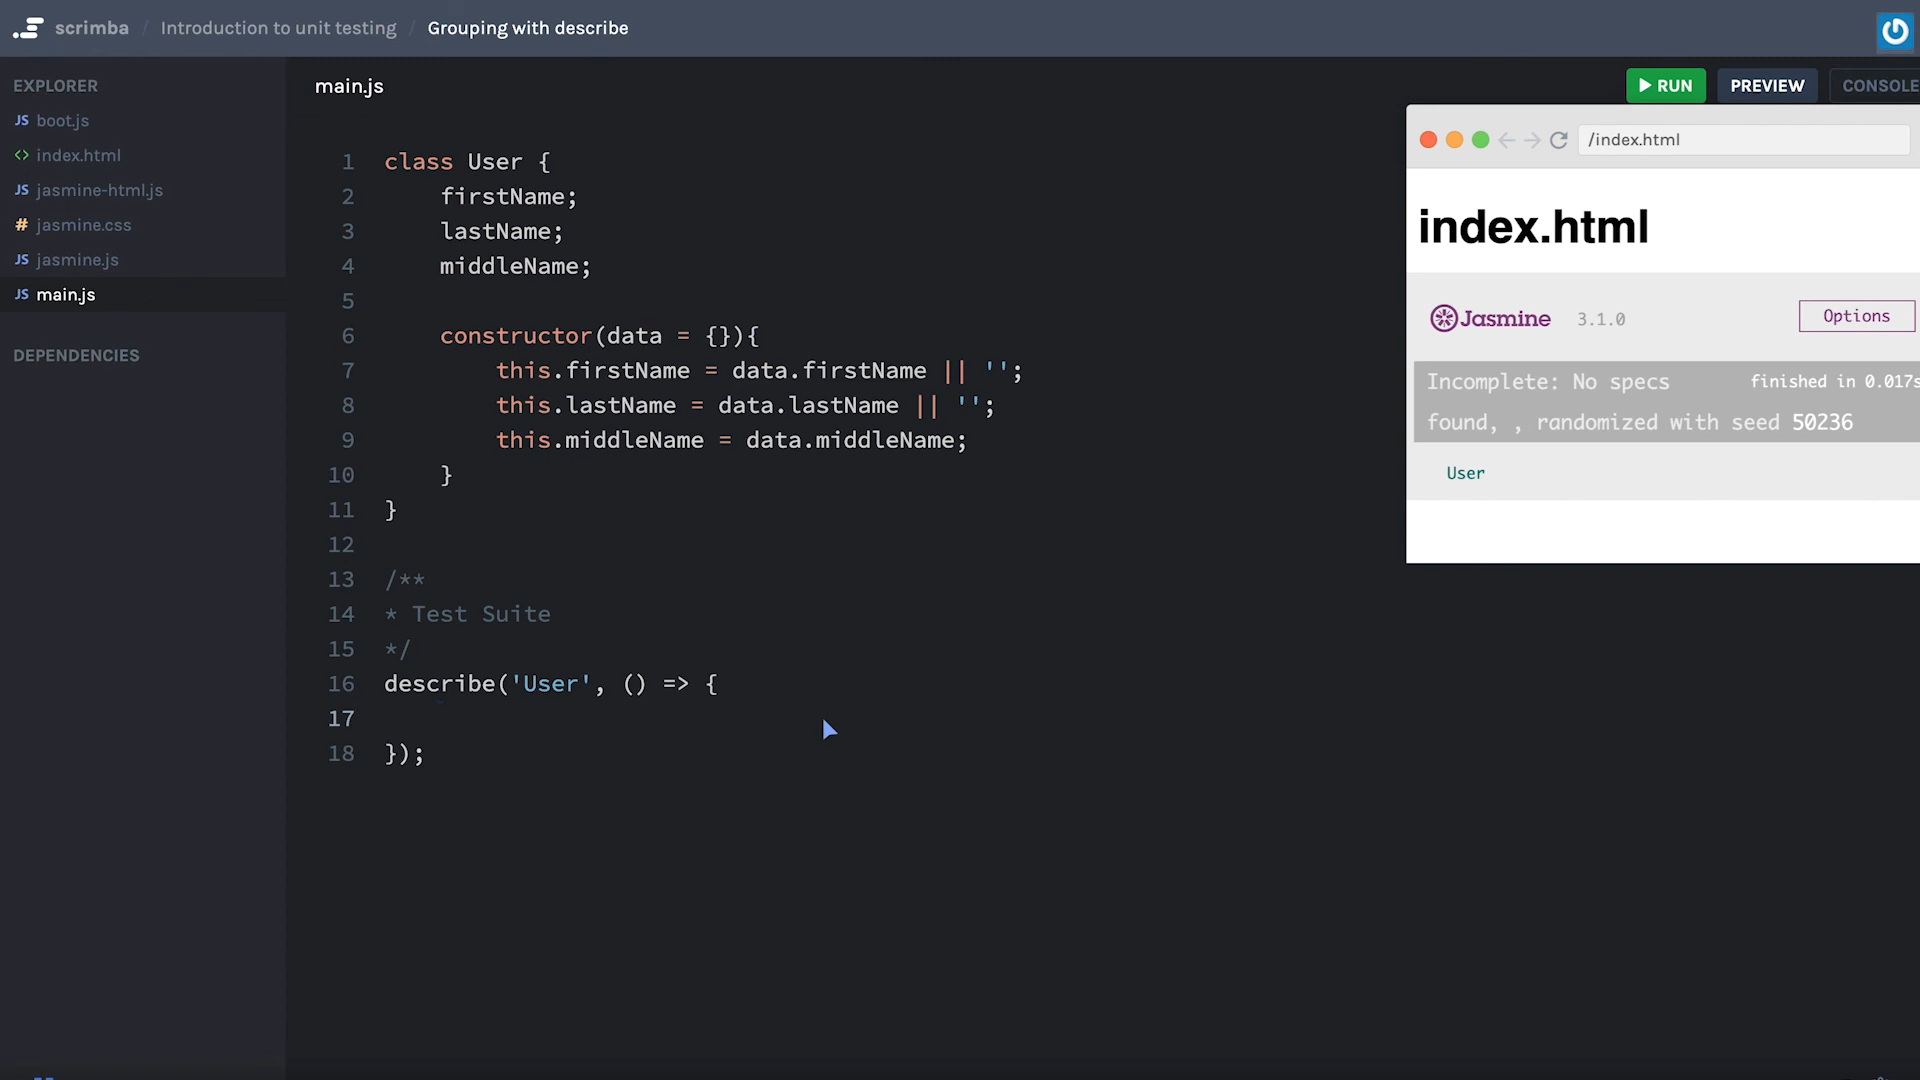 scrimba / Introduction to unit testing / Grouping with describe
EXPLORER
JS boot.js
<> index.html
JS jasmine-html.js
# jasmine.css
JS jasmine.js
JS main.js
DEPENDENCIES
main.js
RUN PREVIEW CONSOLE
1 class User {
2 firstName;
3 lastName;
4 middleName;
5
6 constructor(data = {}){
7 this.firstName = data.firstName || '';
8 this.lastName = data.lastName || '';
9 this.middleName = data.middleName;
10 }
11 }
12
13 /**
14 * Test Suite
15 */
16 describe('User', () => {
17
18 });
/index.html
index.html
Jasmine 3.1.0 Options
Incomplete: No specs finished in 0.017s
found, , randomized with seed 50236
User